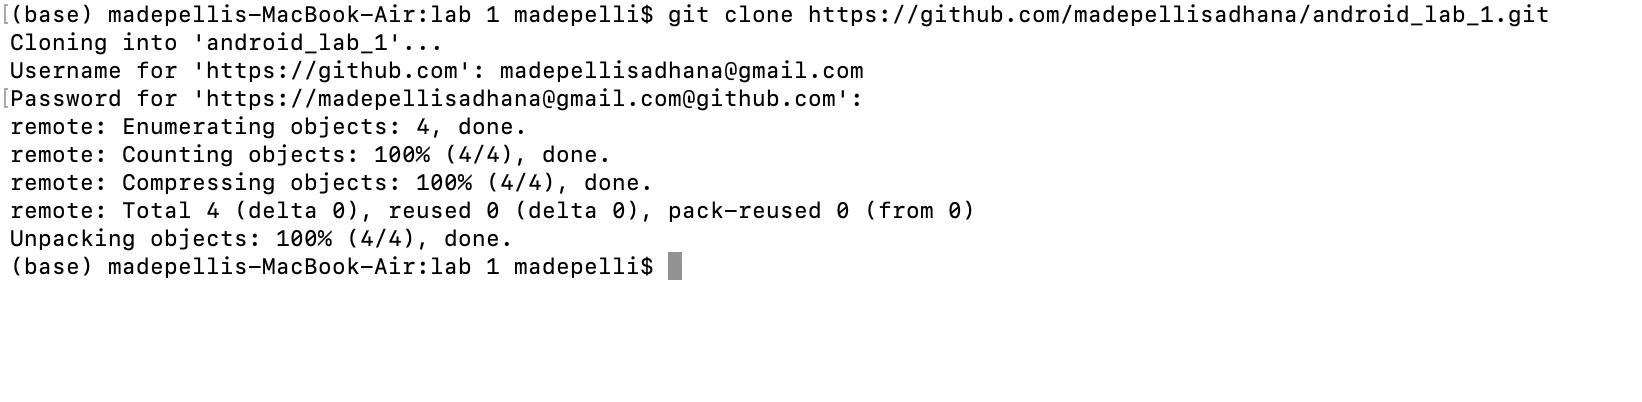 (base) madepellis-MacBook-Air:lab 1 madepelli$ git clone https://github.com/madepellisadhana/android_lab_1.git
Cloning into 'android_lab_1'...
Username for 'https://github.com': madepellisadhana@gmail.com
Password for 'https://madepellisadhana@gmail.com@github.com':
remote: Enumerating objects: 4, done.
remote: Counting objects: 100% (4/4), done.
remote: Compressing objects: 100% (4/4), done.
remote: Total 4 (delta 0), reused 0 (delta 0), pack-reused 0 (from 0)
Unpacking objects: 100% (4/4), done.
(base) madepellis-MacBook-Air:lab 1 madepelli$